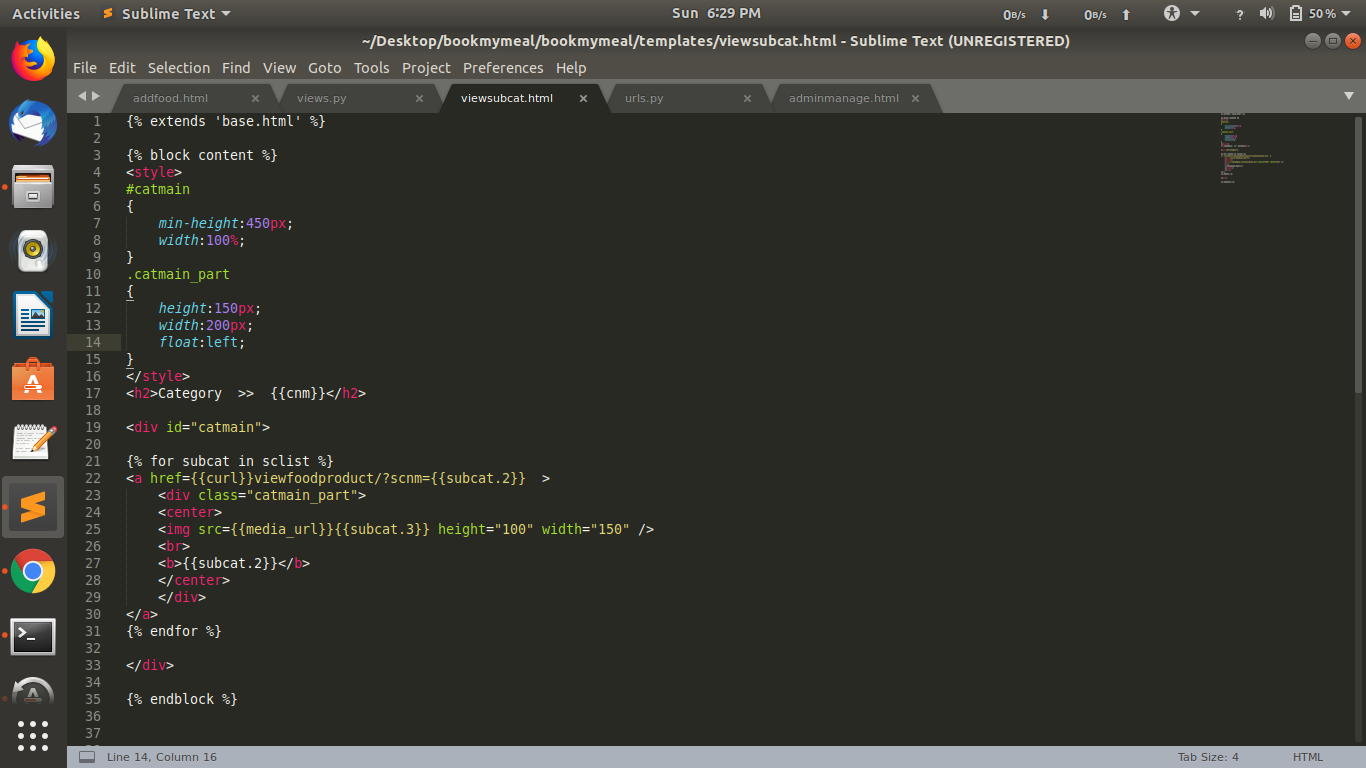 Activities Sublime Text Sun 6:29 PM 0B/s 0B/s ? 50 %
~/Desktop/bookmymeal/bookmymeal/templates/viewsubcat.html - Sublime Text (UNREGISTERED)
File Edit Selection Find View Goto Tools Project Preferences Help
addfood.html × views.py × viewsubcat.html × urls.py × adminmanage.html ×
1 {% extends 'base.html' %}
2
3 {% block content %}
4 <style>
5 #catmain
6 {
7     min-height:450px;
8     width:100%;
9 }
10 .catmain_part
11 {
12     height:150px;
13     width:200px;
14     float:left;
15 }
16 </style>
17 <h2>Category  >>  {{cnm}}</h2>
18
19 <div id="catmain">
20
21 {% for subcat in sclist %}
22 <a href={{curl}}viewfoodproduct/?scnm={{subcat.2}}  >
23     <div class="catmain_part">
24     <center>
25     <img src={{media_url}}{{subcat.3}} height="100" width="150" />
26     <br>
27     <b>{{subcat.2}}</b>
28     </center>
29     </div>
30 </a>
31 {% endfor %}
32
33 </div>
34
35 {% endblock %}
36
37
Line 14, Column 16 Tab Size: 4 HTML